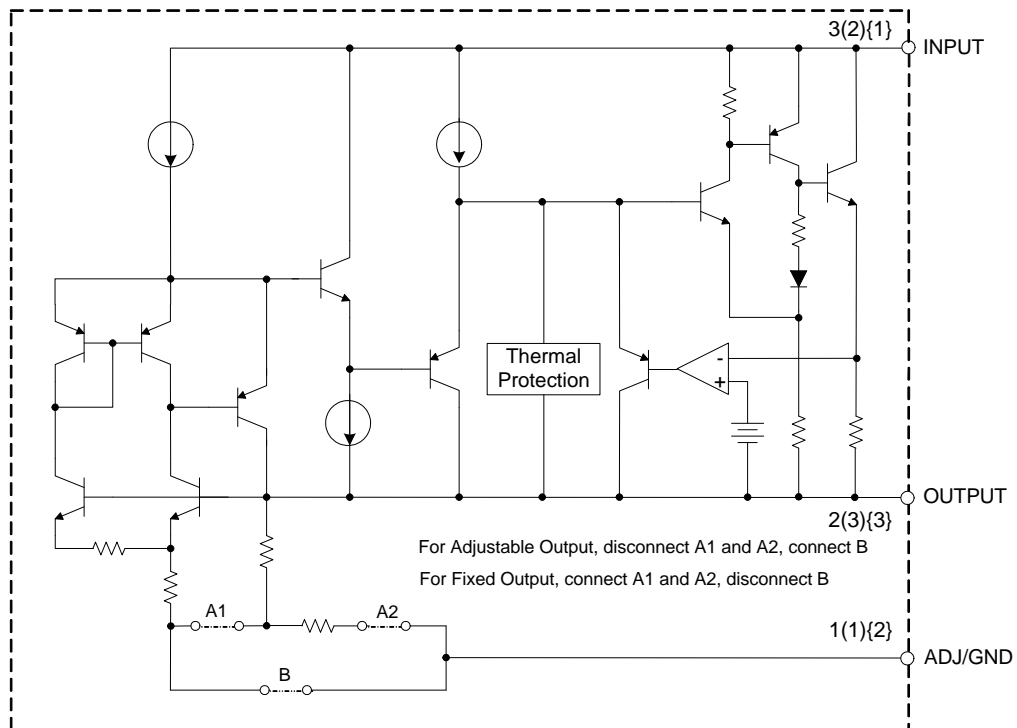 3(2){1}
INPUT
Thermal
Protection
-
+
OUTPUT
2(3){3}
For Adjustable Output, disconnect A1 and A2, connect B
For Fixed Output, connect A1 and A2, disconnect B
A1
A2
1(1){2}
ADJ/GND
B